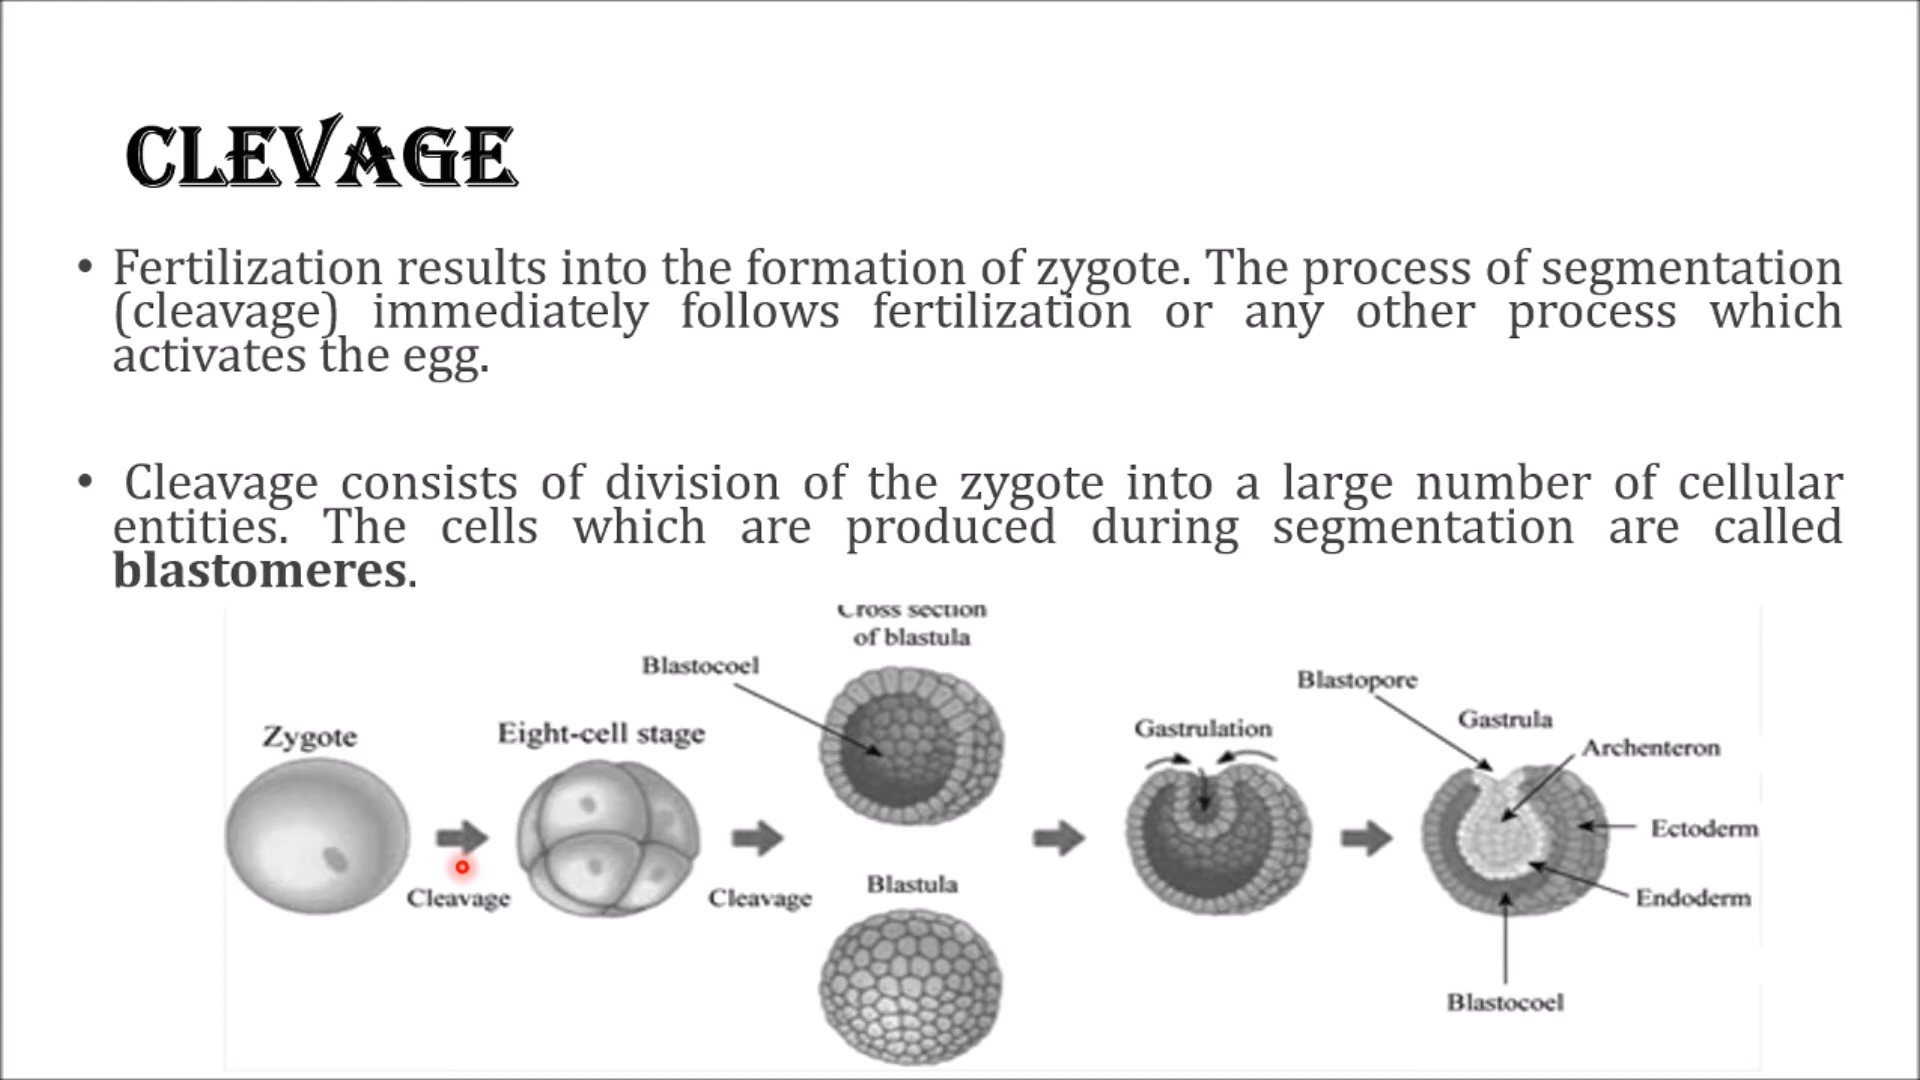 CLEVAGE
• Fertilization results into the formation of zygote. The process of segmentation
(cleavage) immediately follows fertilization or any other process which
activates the egg.
• Cleavage consists of division of the zygote into a large number of cellular
entities. The cells which are produced during segmentation are called
blastomeres.
Cross section
of blastula
Blastocoel
Zygote
Eight-cell stage
Cleavage
Cleavage
Blastula
Gastrulation
Blastopore
Gastrula
Archenteron
Ectoderm
Endoderm
Blastocoel